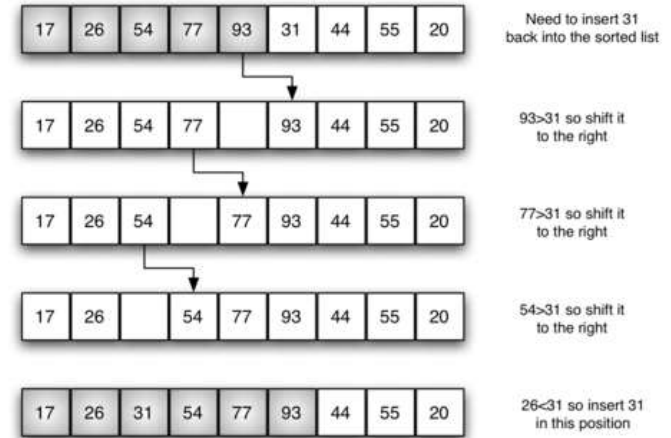 17 26 54 77 93 31 44 55 20
Need to insert 31
back into the sorted list
17 26 54 77 93 44 55 20
93>31 so shift it
to the right
17 26 54 77 93 44 55 20
77>31 so shift it
to the right
17 26 54 77 93 44 55 20
54>31 so shift it
to the right
17 26 31 54 77 93 44 55 20
26<31 so insert 31
in this position